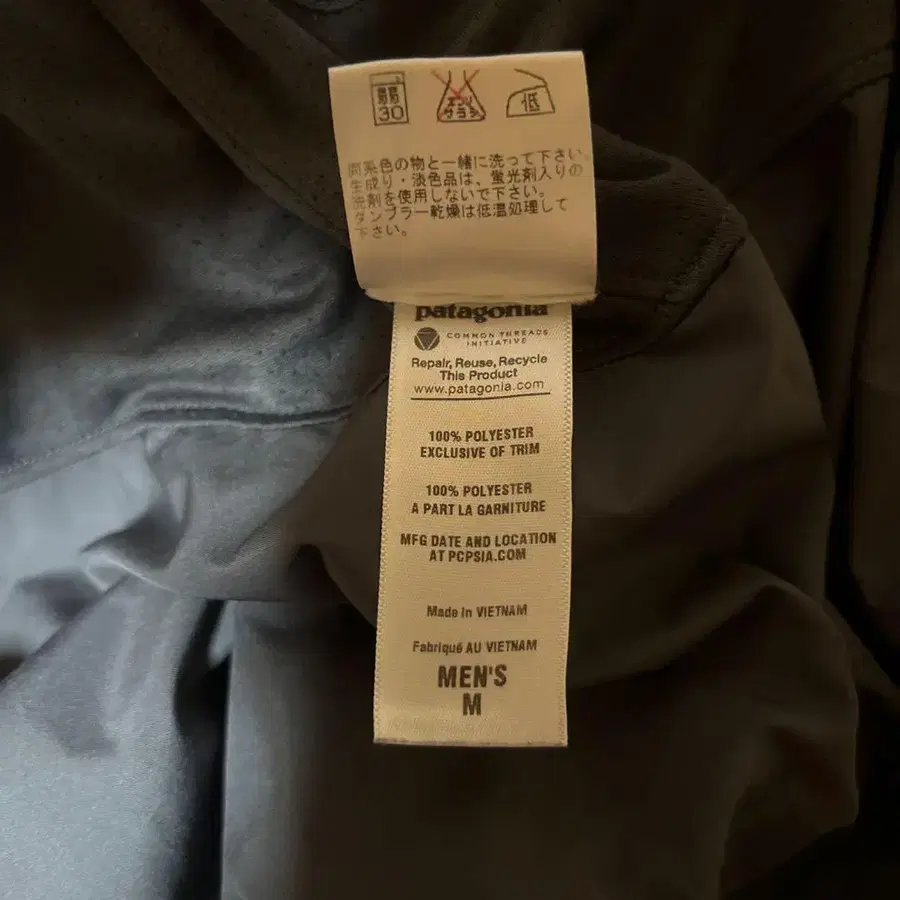 30
エンソ
サラシ
低
同系色の物と一緒に洗って下さい。
生成り・淡色品は、蛍光剤入りの
洗剤を使用しないで下さい。
タンブラー乾燥は低温処理して
下さい。
patagonia
COMMON THREADS
INITIATIVE
Repair, Reuse, Recycle
This Product
www.patagonia.com
100% POLYESTER
EXCLUSIVE OF TRIM
100% POLYESTER
A PART LA GARNITURE
MFG DATE AND LOCATION
AT PCPSIA.COM
Made in VIETNAM
Fabriqué AU VIETNAM
MEN'S
M